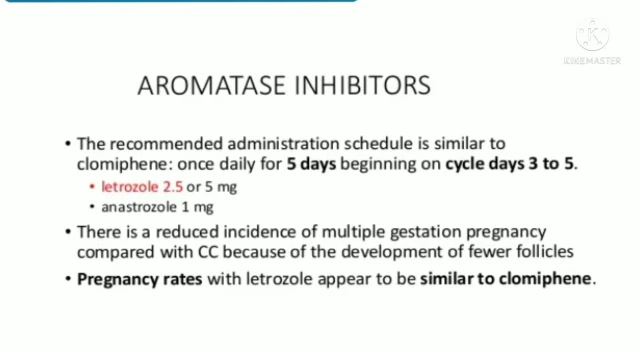 KINEMASTER
AROMATASE INHIBITORS
• The recommended administration schedule is similar to
clomiphene: once daily for 5 days beginning on cycle days 3 to 5.
• letrozole 2.5 or 5 mg
• anastrozole 1 mg
• There is a reduced incidence of multiple gestation pregnancy
compared with CC because of the development of fewer follicles
• Pregnancy rates with letrozole appear to be similar to clomiphene.